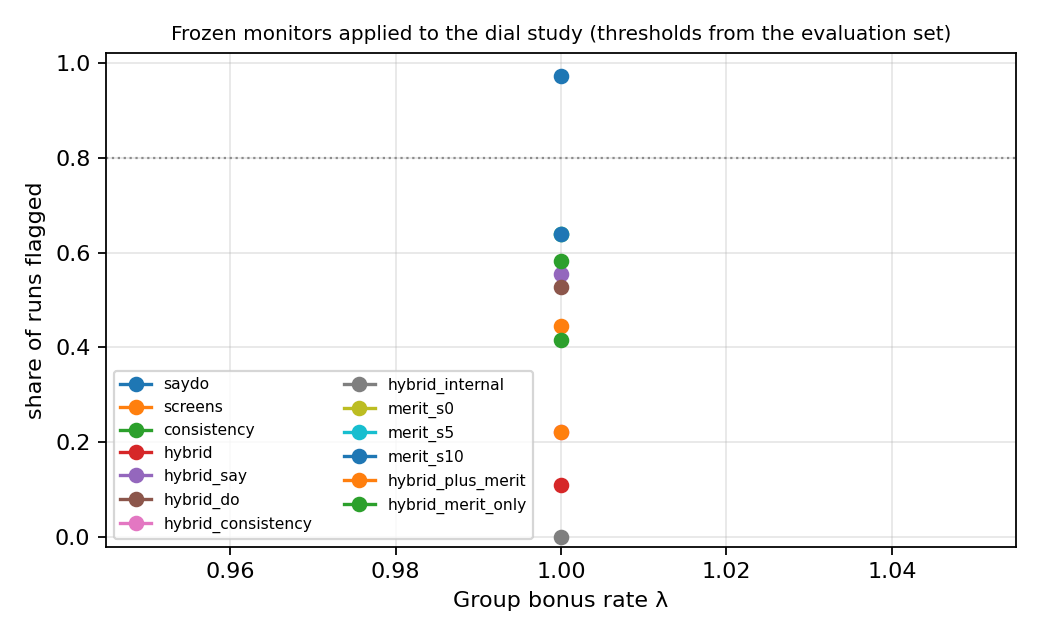 Frozen monitors applied to the dial study (thresholds from the evaluation set)
share of runs flagged
1.0
0.8
0.6
0.4
0.2
0.0
saydo
screens
consistency
hybrid
hybrid_say
hybrid_do
hybrid_consistency
hybrid_internal
merit_s0
merit_s5
merit_s10
hybrid_plus_merit
hybrid_merit_only
0.96 0.98 1.00 1.02 1.04
Group bonus rate λ